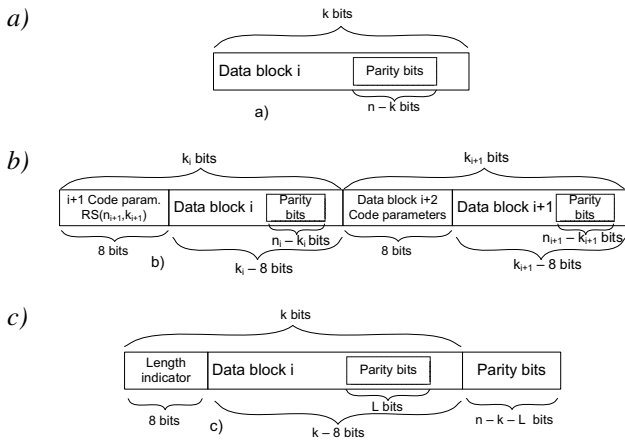 a)
k bits
Data block i
Parity bits
n – k bits
a)
b)
k_i bits
k_{i+1} bits
i+1 Code param.
RS(n_{i+1},k_{i+1})
Data block i
Parity
bits
Data block i+2
Code parameters
Data block i+1
Parity
bits
8 bits
n_i – k_i bits
8 bits
n_{i+1} – k_{i+1} bits
b)
k_i – 8 bits
k_{i+1} – 8 bits
c)
k bits
Length
indicator
Data block i
Parity bits
Parity bits
8 bits
L bits
n – k – L bits
c)
k – 8 bits